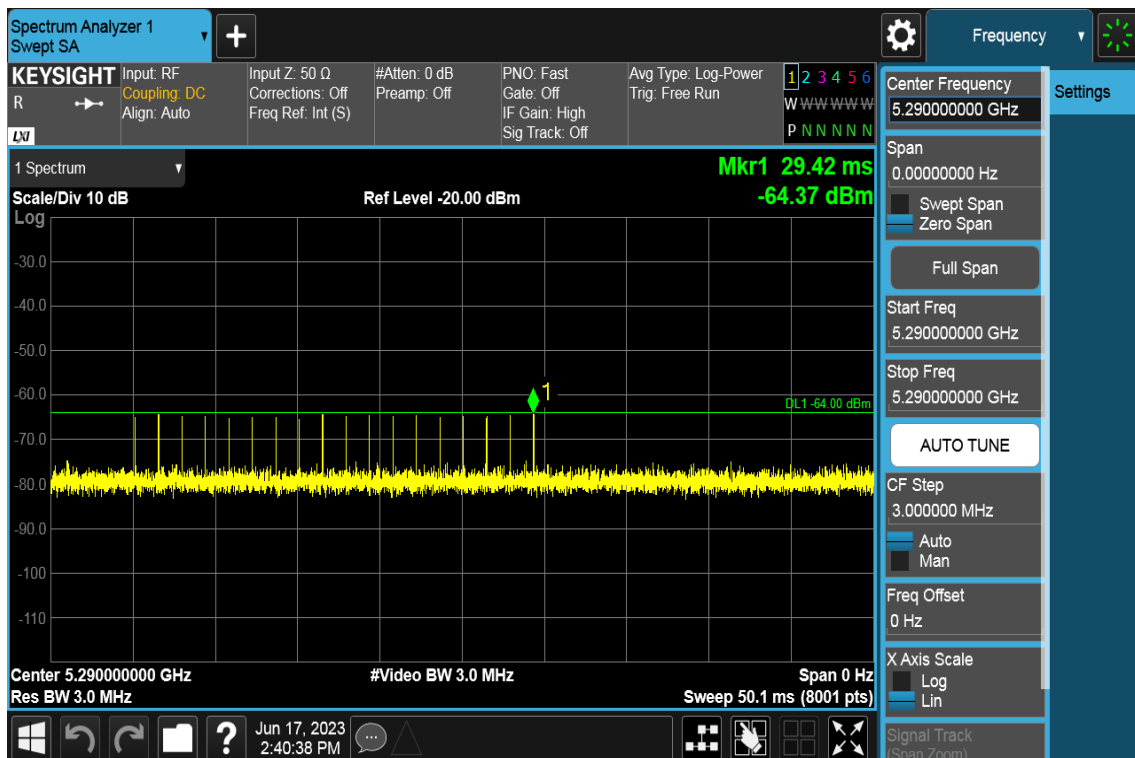 Spectrum Analyzer 1
Swept SA
+
Frequency
KEYSIGHT
R
LXI
Input: RF
Coupling: DC
Align: Auto
Input Z: 50 Ω
Corrections: Off
Freq Ref: Int (S)
#Atten: 0 dB
Preamp: Off
PNO: Fast
Gate: Off
IF Gain: High
Sig Track: Off
Avg Type: Log-Power
Trig: Free Run
1 2 3 4 5 6
W W W W W W
P N N N N N
Center Frequency
5.290000000 GHz
Settings
Span
0.00000000 Hz
Swept Span
Zero Span
Full Span
Start Freq
5.290000000 GHz
Stop Freq
5.290000000 GHz
AUTO TUNE
CF Step
3.000000 MHz
Auto
Man
Freq Offset
0 Hz
X Axis Scale
Log
Lin
Signal Track
(Span Zoom)
1 Spectrum
Mkr1 29.42 ms
-64.37 dBm
Scale/Div 10 dB
Ref Level -20.00 dBm
Log
-30.0
-40.0
-50.0
-60.0
1
DL1 -64.00 dBm
-70.0
-80.0
-90.0
-100
-110
Center 5.290000000 GHz
#Video BW 3.0 MHz
Span 0 Hz
Res BW 3.0 MHz
Sweep 50.1 ms (8001 pts)
?
Jun 17, 2023
2:40:38 PM